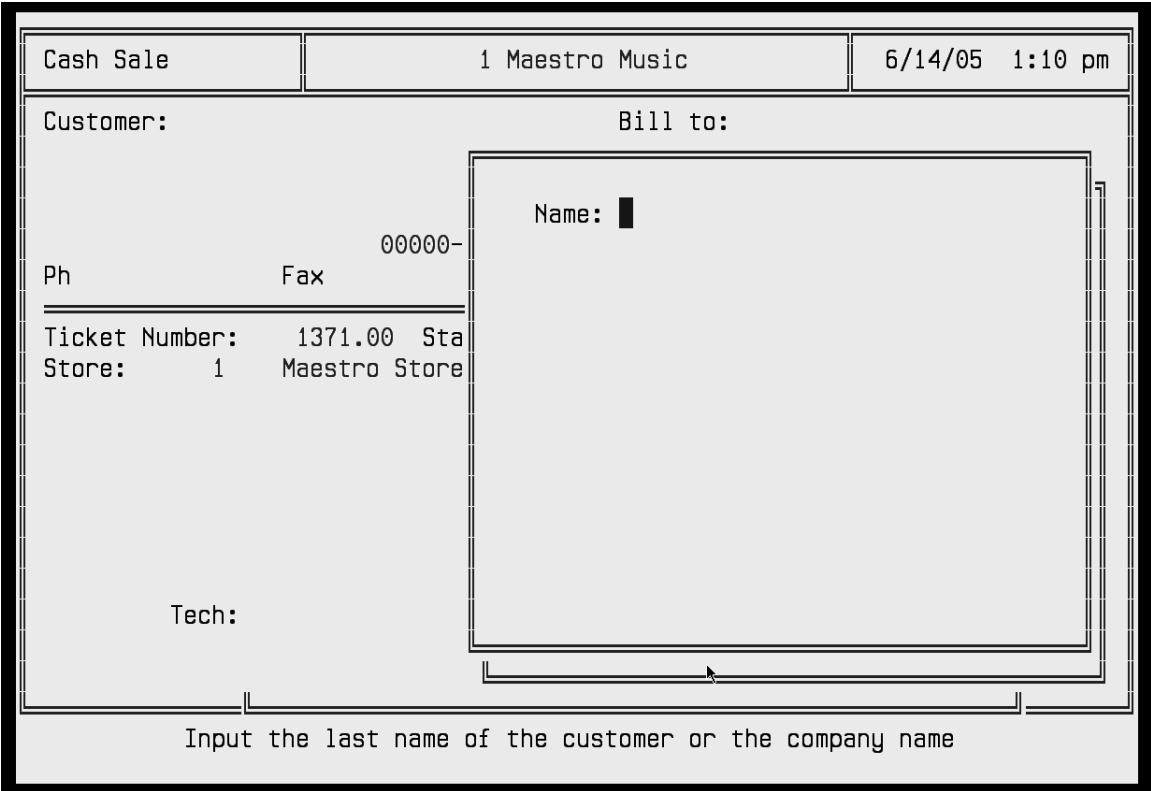 Cash Sale 1 Maestro Music 6/14/05 1:10 pm
Customer: Bill to:
Name:
00000-
Ph Fax
Ticket Number: 1371.00 Sta
Store: 1 Maestro Store
Tech:
Input the last name of the customer or the company name